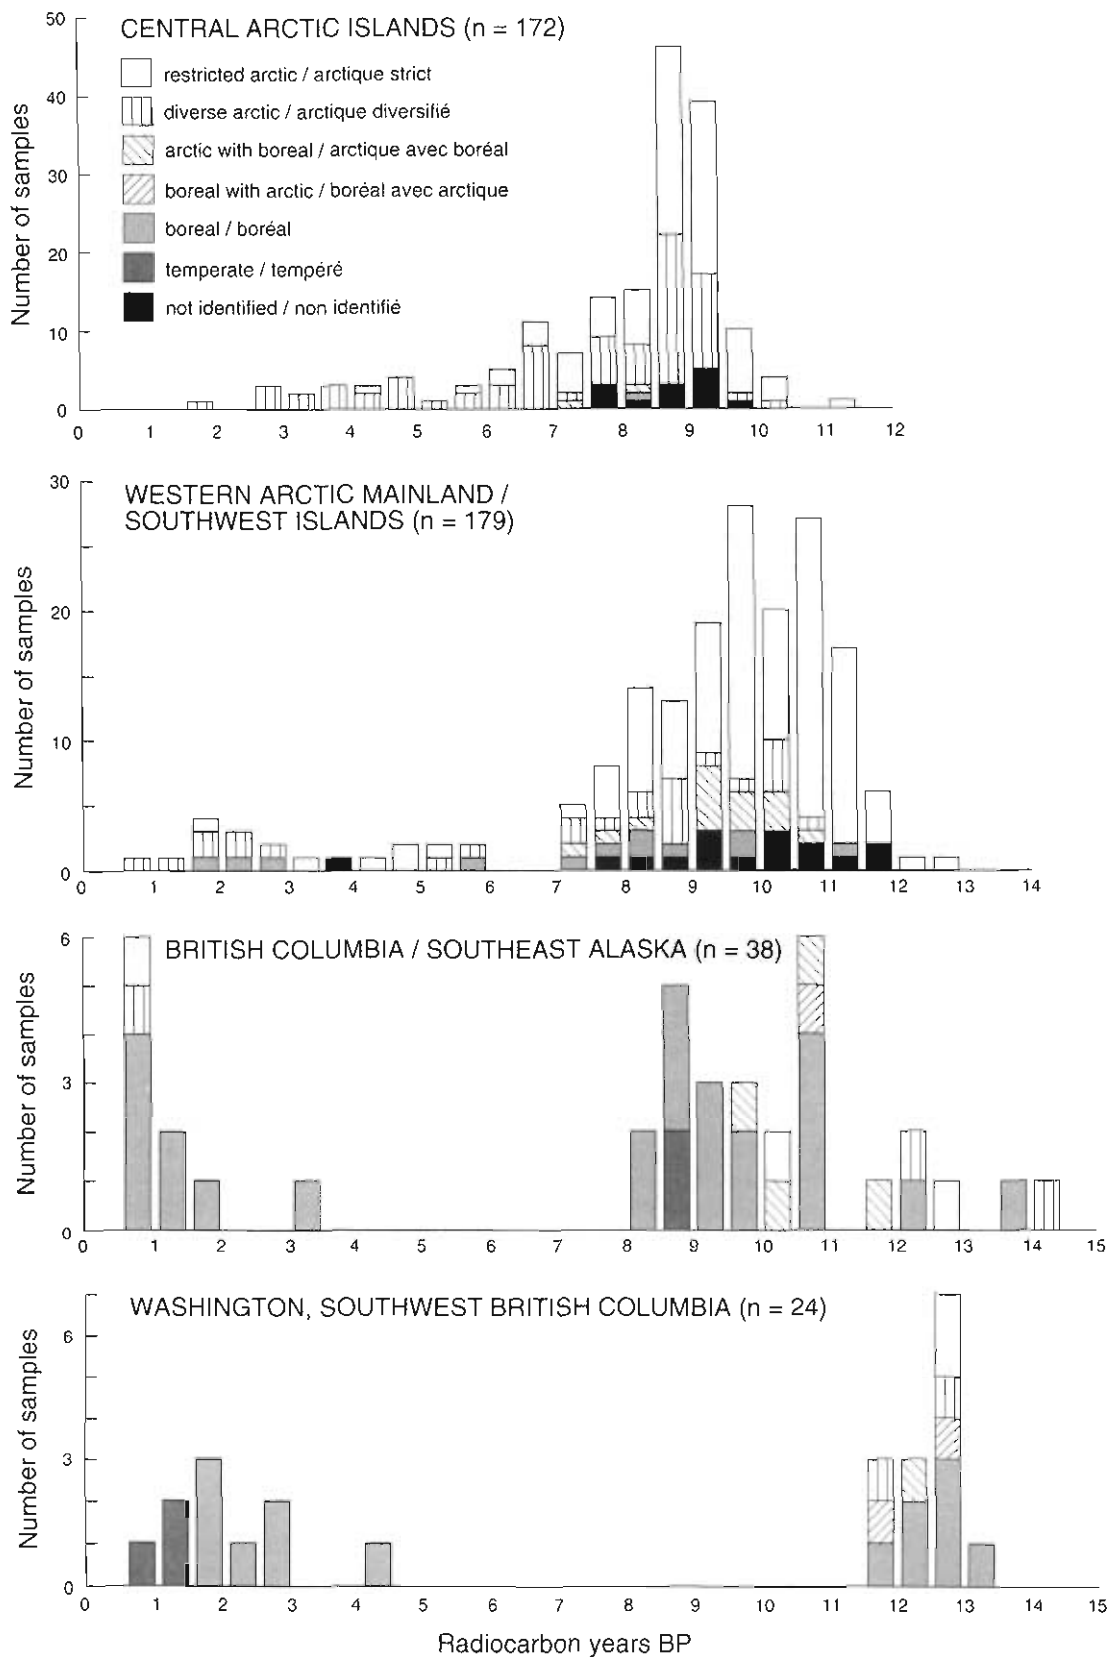 CENTRAL ARCTIC ISLANDS (n = 172)
restricted arctic / arctique strict
diverse arctic / arctique diversifié
arctic with boreal / arctique avec boréal
boreal with arctic / boréal avec arctique
boreal / boréal
temperate / tempéré
not identified / non identifié
Number of samples
50
40
30
20
10
0
0 1 2 3 4 5 6 7 8 9 10 11 12
WESTERN ARCTIC MAINLAND /
SOUTHWEST ISLANDS (n = 179)
Number of samples
30
20
10
0
0 1 2 3 4 5 6 7 8 9 10 11 12 13 14
BRITISH COLUMBIA / SOUTHEAST ALASKA (n = 38)
Number of samples
6
3
0
0 1 2 3 4 5 6 7 8 9 10 11 12 13 14 15
WASHINGTON, SOUTHWEST BRITISH COLUMBIA (n = 24)
Number of samples
6
3
0
0 1 2 3 4 5 6 7 8 9 10 11 12 13 14 15
Radiocarbon years BP